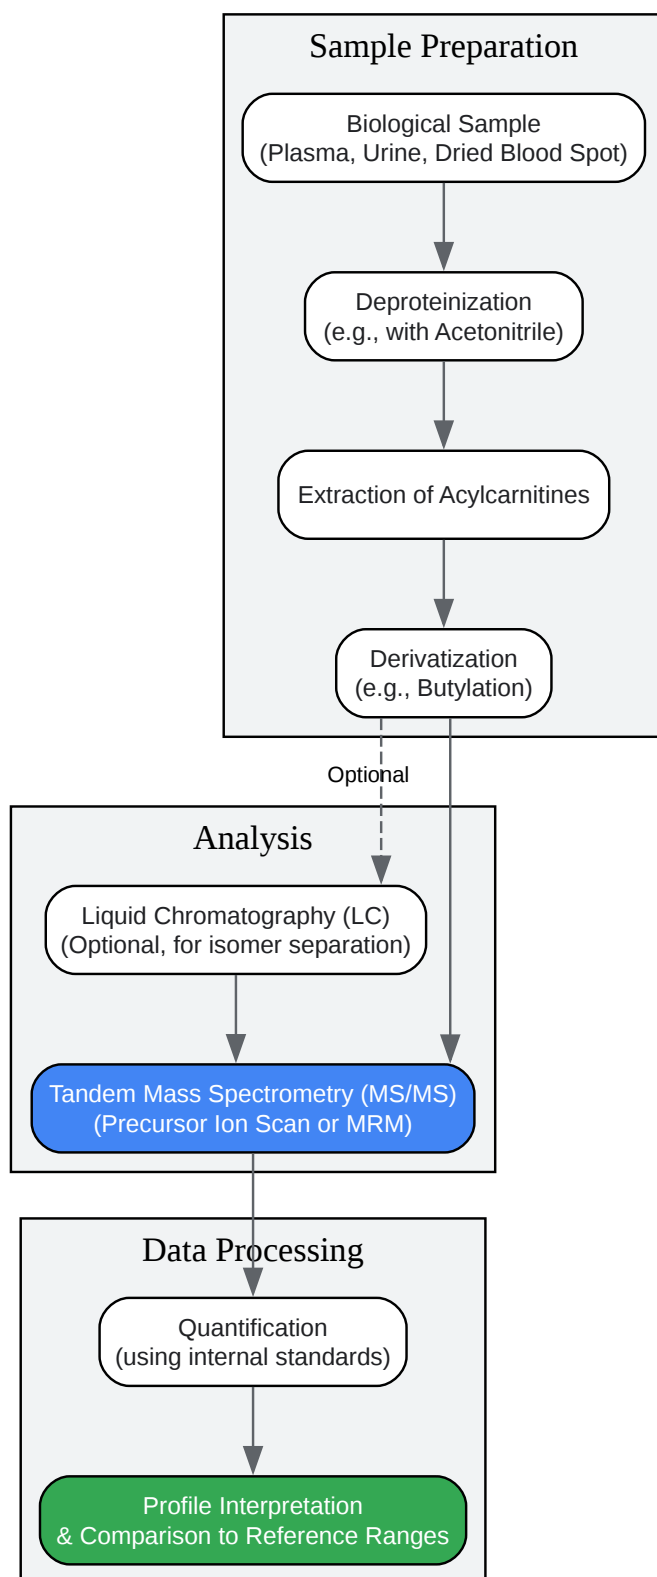 Sample Preparation
Biological Sample
(Plasma, Urine, Dried Blood Spot)
Deproteinization
(e.g., with Acetonitrile)
Extraction of Acylcarnitines
Derivatization
(e.g., Butylation)
Optional
Analysis
Liquid Chromatography (LC)
(Optional, for isomer separation)
Tandem Mass Spectrometry (MS/MS)
(Precursor Ion Scan or MRM)
Data Processing
Quantification
(using internal standards)
Profile Interpretation
& Comparison to Reference Ranges